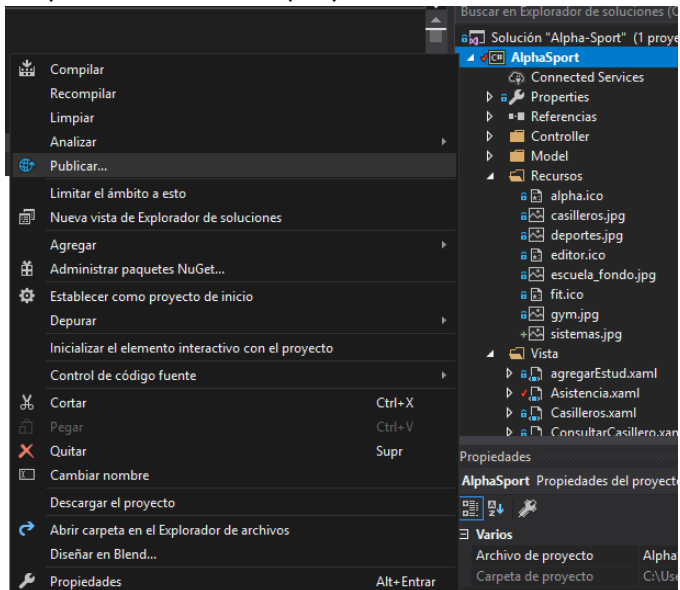 Compilar
Recompilar
Limpiar
Analizar
Publicar...
Limitar el ámbito a esto
Nueva vista de Explorador de soluciones
Agregar
Administrar paquetes NuGet...
Establecer como proyecto de inicio
Depurar
Inicializar el elemento interactivo con el proyecto
Control de código fuente
Cortar Ctrl+X
Pegar Ctrl+V
Quitar Supr
Cambiar nombre
Descargar el proyecto
Abrir carpeta en el Explorador de archivos
Diseñar en Blend...
Propiedades Alt+Entrar
Buscar en Explorador de soluciones (C
Solución "Alpha-Sport" (1 proye
C# AlphaSport
Connected Services
Properties
Referencias
Controller
Model
Recursos
alpha.ico
casilleros.jpg
deportes.jpg
editor.ico
escuela_fondo.jpg
fit.ico
gym.jpg
sistemas.jpg
Vista
agregarEstud.xaml
Asistencia.xaml
Casilleros.xaml
ConsultarCasillero.xan
Propiedades
AlphaSport Propiedades del proyect
Varios
Archivo de proyecto Alpha
Carpeta de proyecto C:\Use